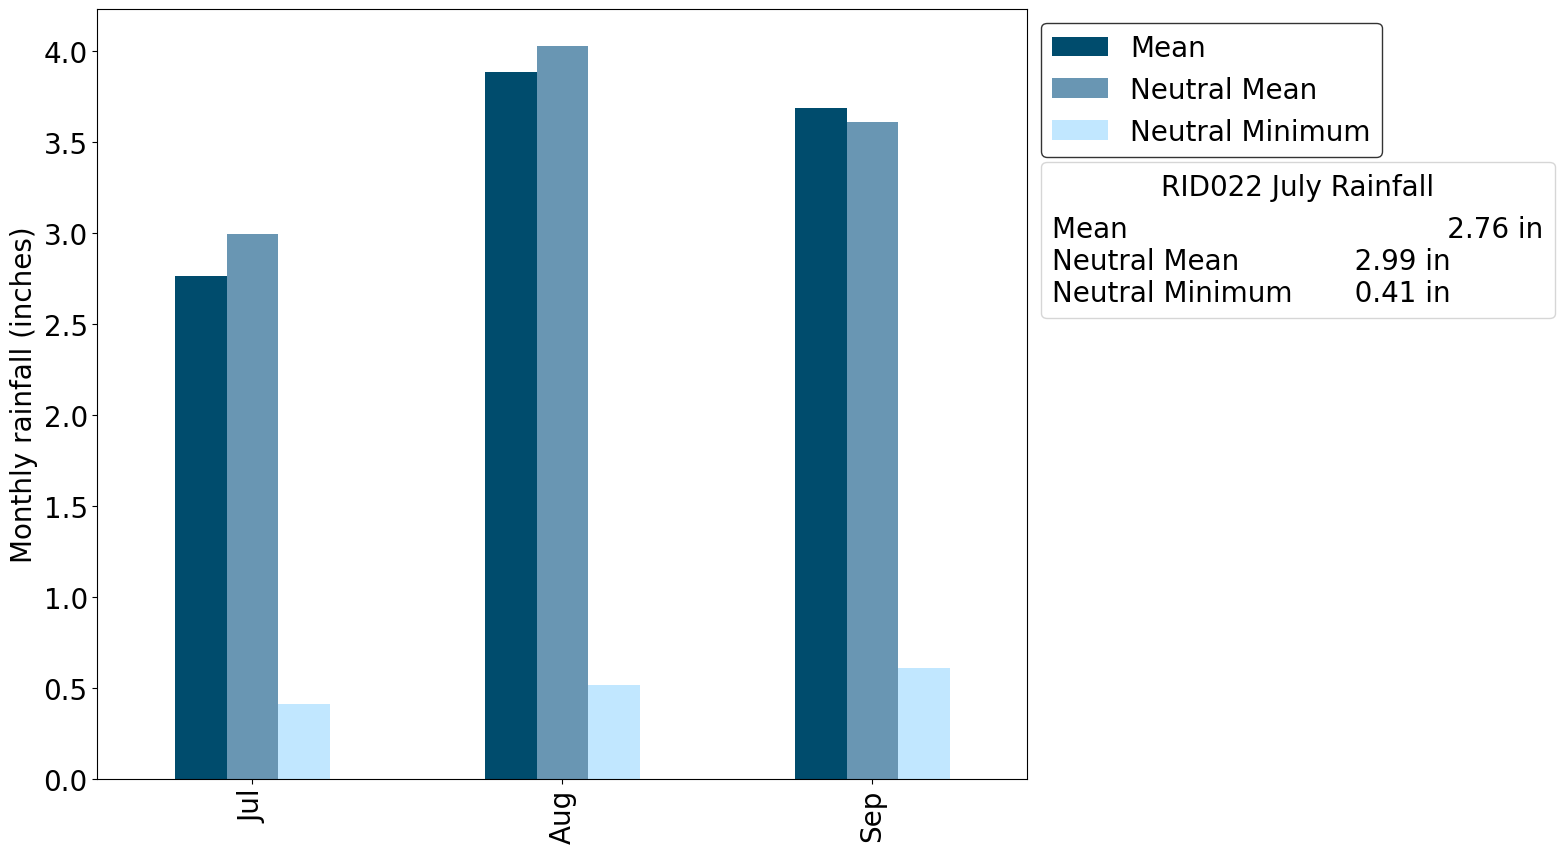 Monthly rainfall (inches)
4.0
3.5
3.0
2.5
2.0
1.5
1.0
0.5
0.0
Jul
Aug
Sep
Mean
Neutral Mean
Neutral Minimum
RID022 July Rainfall
Mean 2.76 in
Neutral Mean 2.99 in
Neutral Minimum 0.41 in